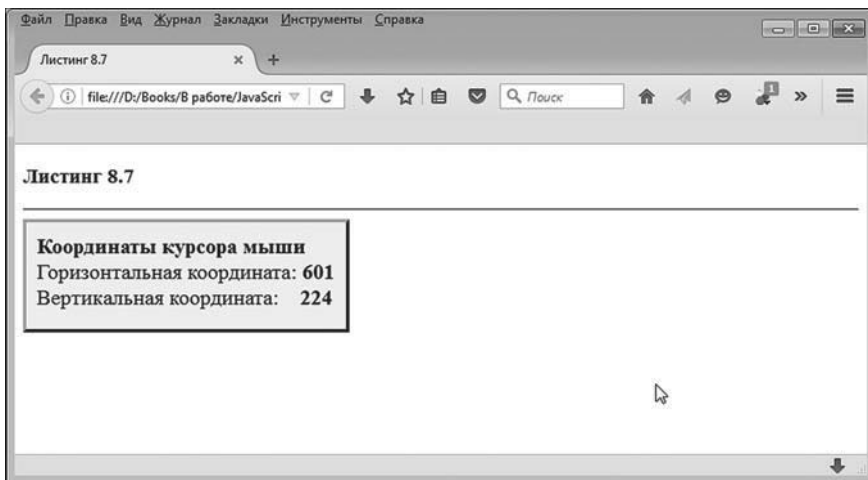 Файл Правка Вид Журнал Закладки Инструменты Справка
Листинг 8.7
file:///D:/Books/В работе/JavaScri
Поиск
1
Листинг 8.7
Координаты курсора мыши
Горизонтальная координата: 601
Вертикальная координата: 224